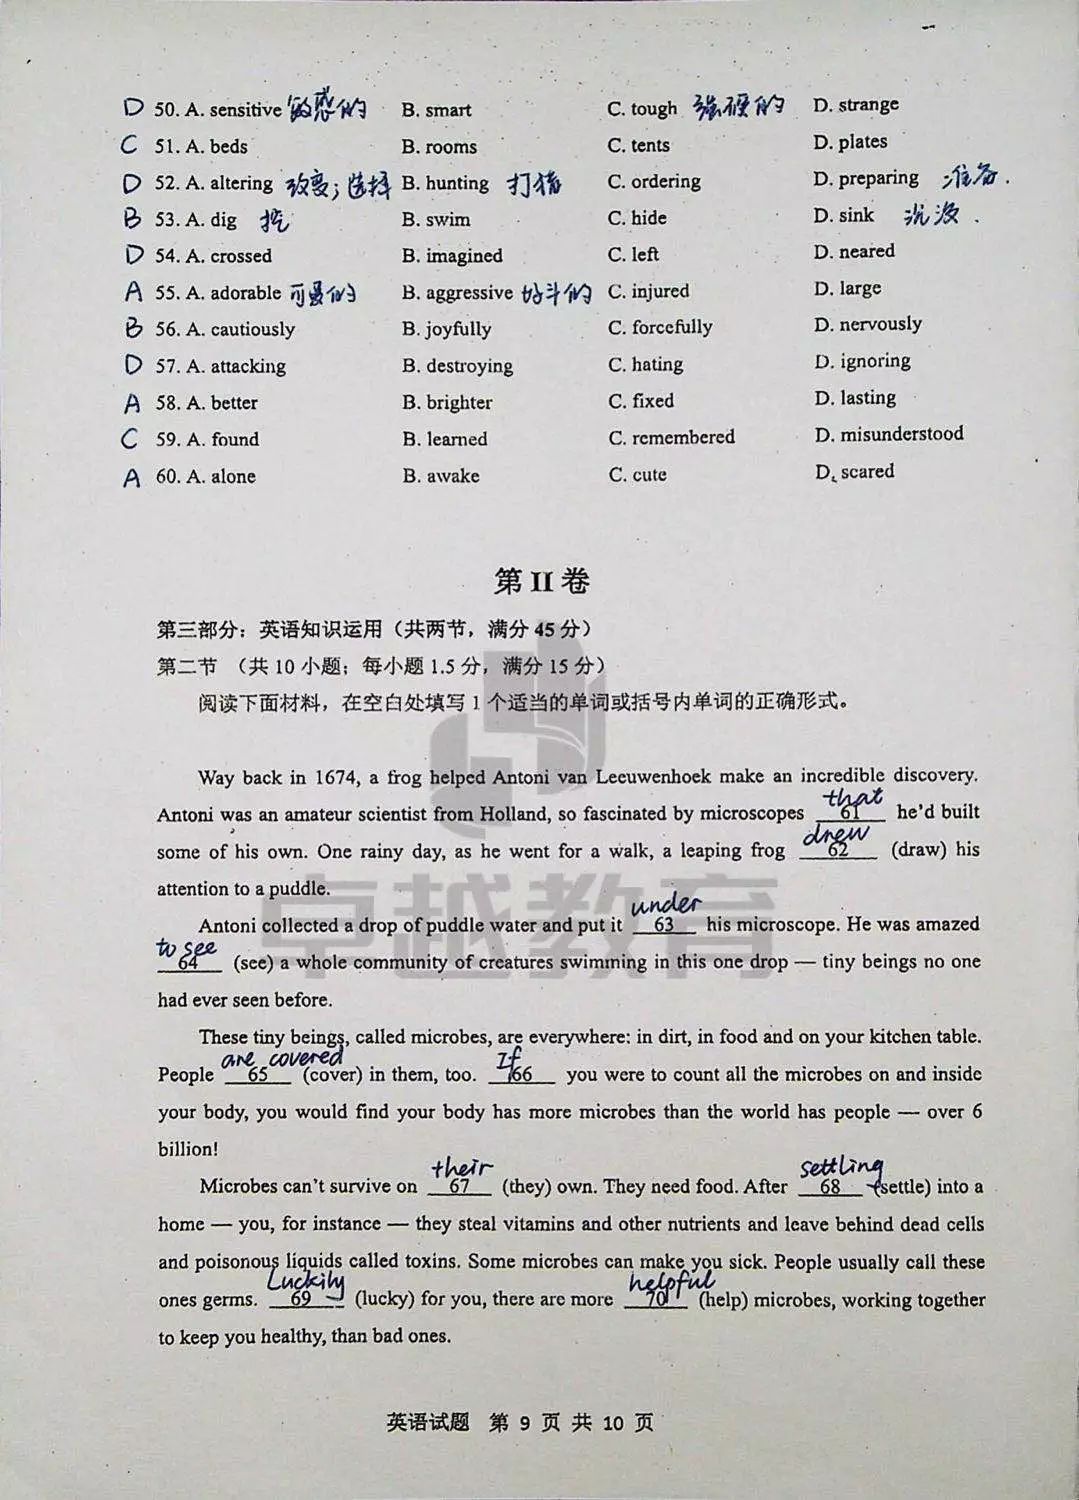 D 50. A. sensitive 敏感的 B. smart C. tough 强硬的 D. strange
C 51. A. beds B. rooms C. tents D. plates
D 52. A. altering 改变；选择 B. hunting 打猎 C. ordering D. preparing 准备.
B 53. A. dig 挖 B. swim C. hide D. sink 沉没.
D 54. A. crossed B. imagined C. left D. neared
A 55. A. adorable 可爱的 B. aggressive 好斗的 C. injured D. large
B 56. A. cautiously B. joyfully C. forcefully D. nervously
D 57. A. attacking B. destroying C. hating D. ignoring
A 58. A. better B. brighter C. fixed D. lasting
C 59. A. found B. learned C. remembered D. misunderstood
A 60. A. alone B. awake C. cute D. scared
第 II 卷
第三部分：英语知识运用（共两节，满分 45 分）
第二节 （共 10 小题；每小题 1.5 分，满分 15 分）
阅读下面材料，在空白处填写 1 个适当的单词或括号内单词的正确形式。
Way back in 1674, a frog helped Antoni van Leeuwenhoek make an incredible discovery.
that
Antoni was an amateur scientist from Holland, so fascinated by microscopes 61 he'd built
drew
some of his own. One rainy day, as he went for a walk, a leaping frog 62 (draw) his
attention to a puddle.
under
Antoni collected a drop of puddle water and put it 63 his microscope. He was amazed
to see
64 (see) a whole community of creatures swimming in this one drop — tiny beings no one
had ever seen before.
These tiny beings, called microbes, are everywhere: in dirt, in food and on your kitchen table.
are covered If
People 65 (cover) in them, too. 66 you were to count all the microbes on and inside
your body, you would find your body has more microbes than the world has people — over 6
billion!
their settling
Microbes can't survive on 67 (they) own. They need food. After 68 (settle) into a
home — you, for instance — they steal vitamins and other nutrients and leave behind dead cells
and poisonous liquids called toxins. Some microbes can make you sick. People usually call these
Luckily helpful
ones germs. 69 (lucky) for you, there are more 70 (help) microbes, working together
to keep you healthy, than bad ones.
卓越教育
英语试题 第 9 页 共 10 页